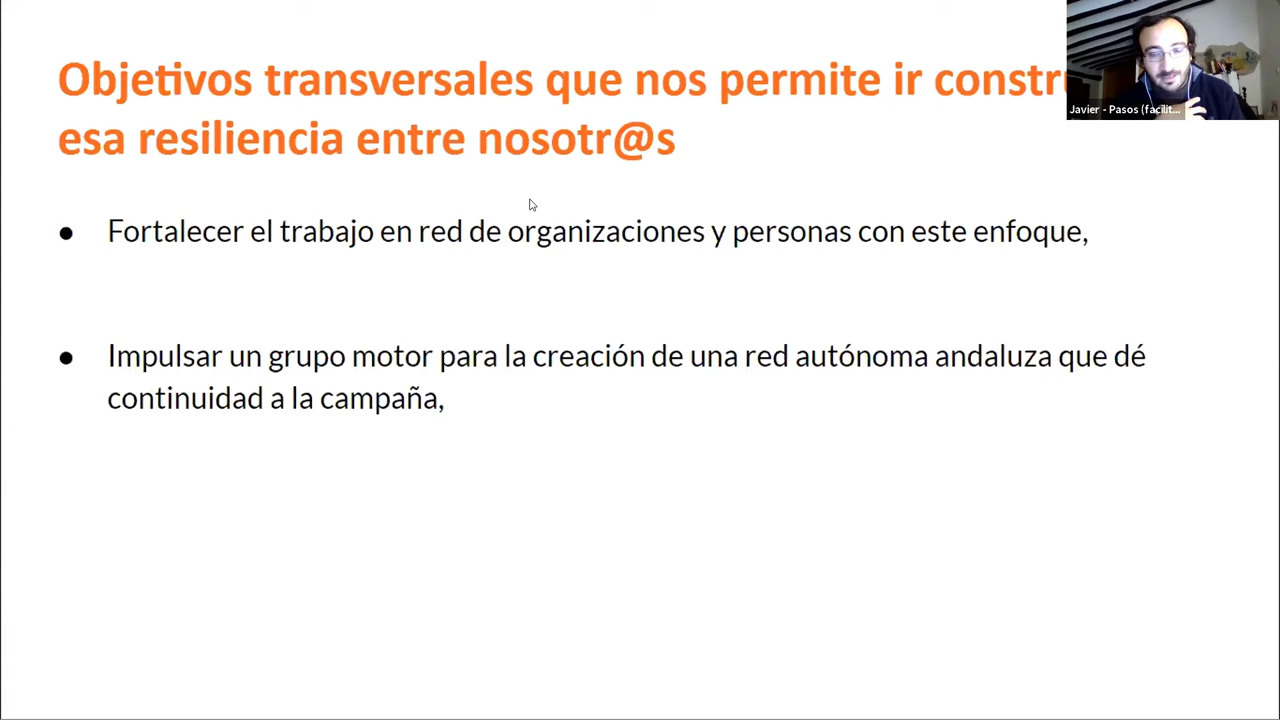 Objetivos transversales que nos permite ir constru
esa resiliencia entre nosotr@s
Javier - Pasos (facilit...
● Fortalecer el trabajo en red de organizaciones y personas con este enfoque,
● Impulsar un grupo motor para la creación de una red autónoma andaluza que dé
continuidad a la campaña,